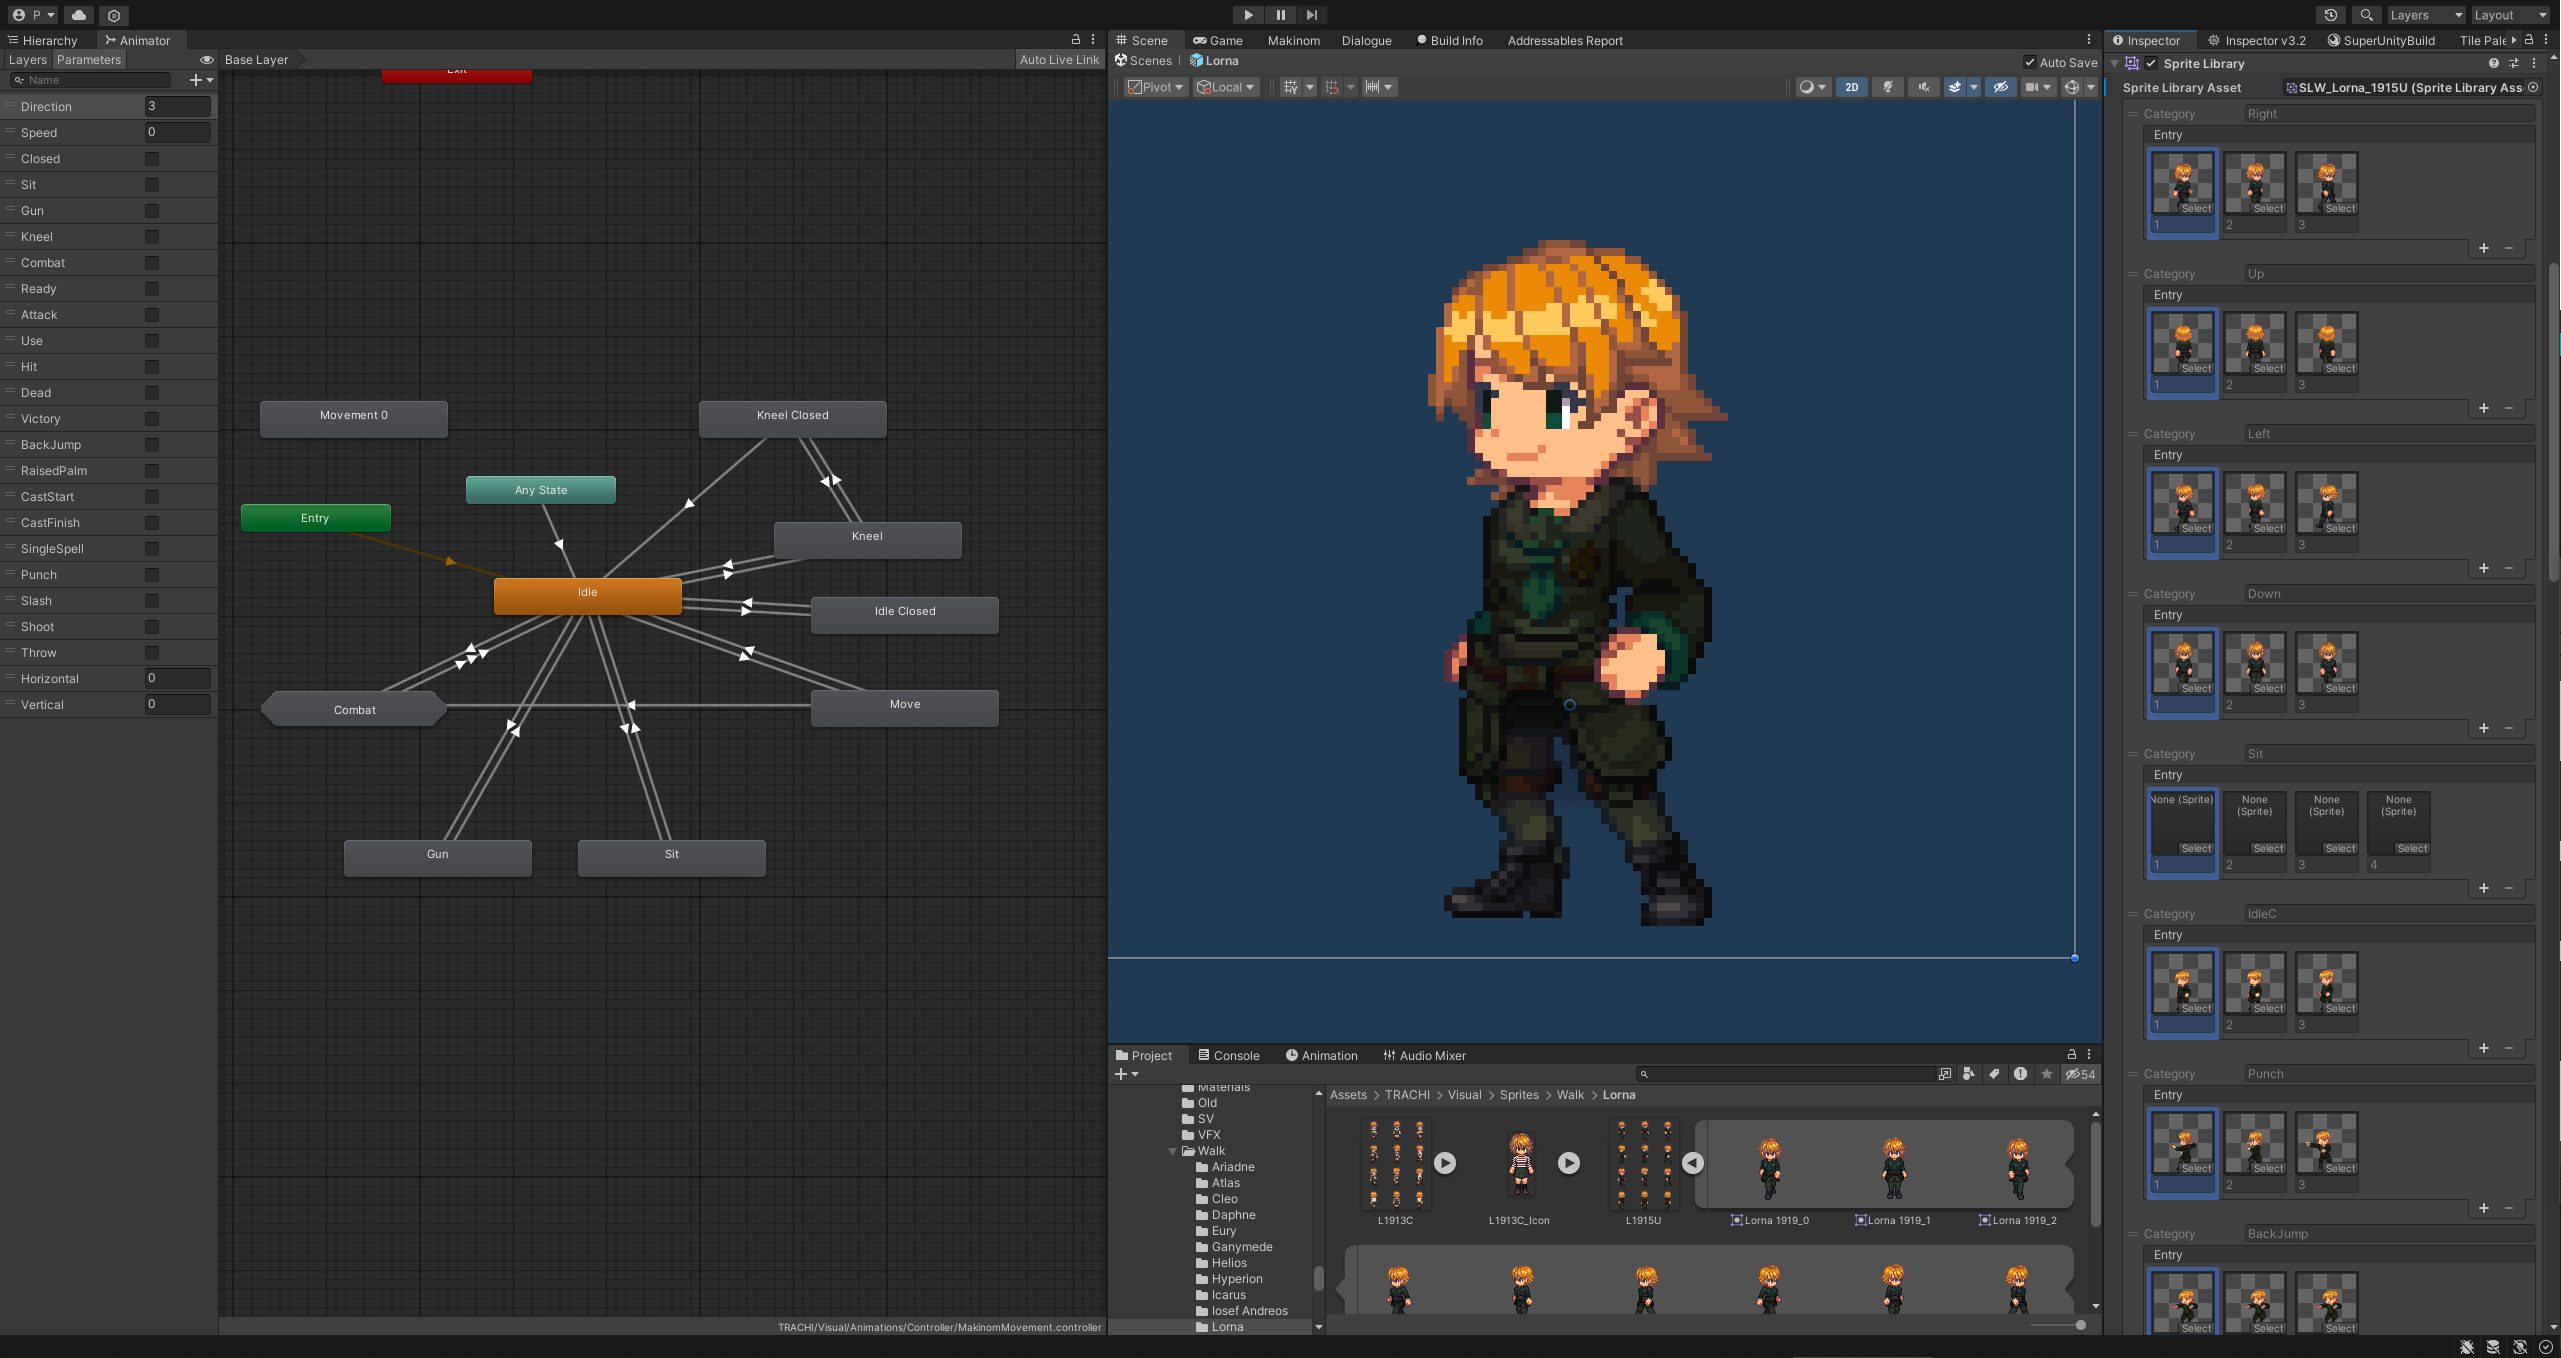 P
Layers
Layout
Hierarchy
Animator
Layers
Parameters
Base Layer
Auto Live Link
Name
Exit
Direction 3
Speed 0
Closed
Sit
Gun
Kneel
Combat
Ready
Attack
Use
Hit
Dead
Victory
BackJump
RaisedPalm
CastStart
CastFinish
SingleSpell
Punch
Slash
Shoot
Throw
Horizontal 0
Vertical 0
Movement 0
Kneel Closed
Any State
Entry
Kneel
Idle
Idle Closed
Combat
Move
Gun
Sit
TRACHI/Visual/Animations/Controller/MakinomMovement.controller
Scene
Game
Makinom
Dialogue
Build Info
Addressables Report
Scenes
Lorna
Auto Save
Pivot
Local
2D
Project
Console
Animation
Audio Mixer
54
Materials
Old
SV
VFX
Walk
Ariadne
Atlas
Cleo
Daphne
Eury
Ganymede
Helios
Hyperion
Icarus
Iosef Andreos
Lorna
Assets > TRACHI > Visual > Sprites > Walk > Lorna
L1913C
L1913C_Icon
L1915U
Lorna 1919_0
Lorna 1919_1
Lorna 1919_2
Inspector
Inspector v3.2
SuperUnityBuild
Tile Pale
Sprite Library
Sprite Library Asset
SLW_Lorna_1915U (Sprite Library Ass
Category Right
Entry
Select Select Select
1 2 3
Category Up
Entry
Select Select Select
1 2 3
Category Left
Entry
Select Select Select
1 2 3
Category Down
Entry
Select Select Select
1 2 3
Category Sit
Entry
None (Sprite) None (Sprite) None (Sprite) None (Sprite)
Select Select Select Select
1 2 3 4
Category IdleC
Entry
Select Select Select
1 2 3
Category Punch
Entry
Select Select Select
1 2 3
Category BackJump
Entry
Select Select Select